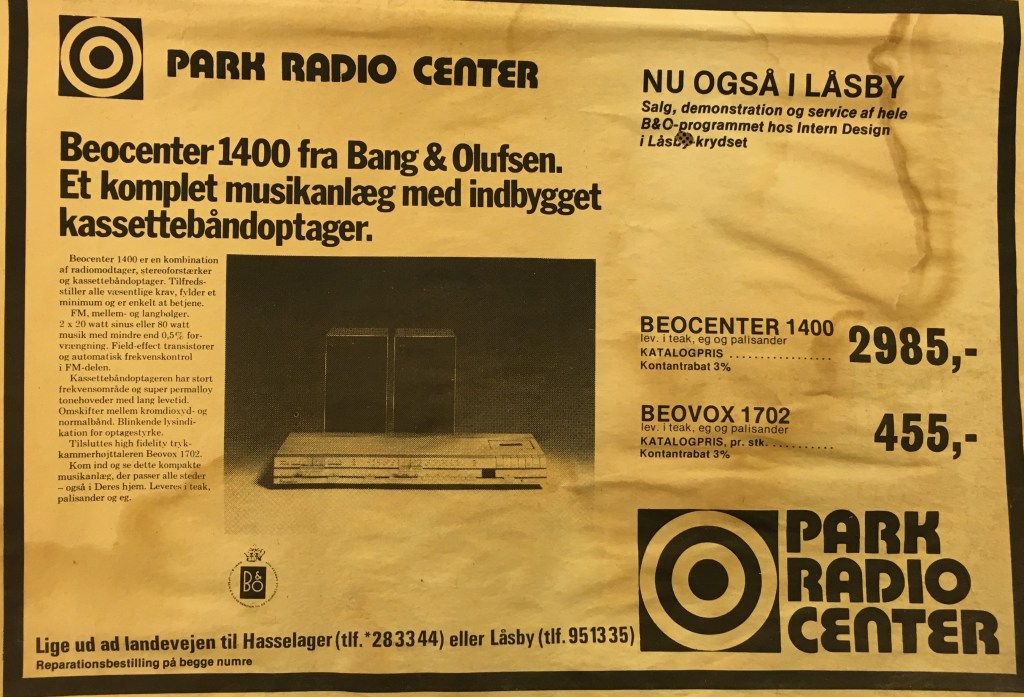 PARK RADIO CENTER
Beocenter 1400 fra Bang & Olufsen.
Et komplet musikanlæg med indbygget
kassettebåndoptager.
Beocenter 1400 er en kombination
af radiomodtager, stereoforstærker
og kassettebåndoptager. Tilfreds-
stiller alle væsentlige krav, fylder et
minimum og er enkelt at betjene.
FM, mellem- og langbølger.
2 x 20 watt sinus eller 80 watt
musik med mindre end 0,5% for-
vrængning. Field-effect transistorer
og automatisk frekvenskontrol
i FM-delen.
Kassettebåndoptageren har stort
frekvensområde og super permalloy
tonehoveder med lang levetid.
Omskifter mellem kromdioxyd- og
normalbånd. Blinkende lysindi-
kation for optagestyrke.
Tilsluttes high fidelity tryk-
kammerhøjttaleren Beovox 1702.
Kom ind og se dette kompakte
musikanlæg, der passer alle steder
– også i Deres hjem. Leveres i teak,
palisander og eg.
B&O
NU OGSÅ I LÅSBY
Salg, demonstration og service af hele
B&O-programmet hos Intern Design
i Låsby-krydset
BEOCENTER 1400
lev. i teak, eg og palisander
KATALOGPRIS ................. 2985,-
Kontantrabat 3%
BEOVOX 1702
lev. i teak, eg og palisander
KATALOGPRIS, pr. stk. ........... 455,-
Kontantrabat 3%
PARK
RADIO
CENTER
Lige ud ad landevejen til Hasselager (tlf. *28 33 44) eller Låsby (tlf. 95 13 35)
Reparationsbestilling på begge numre